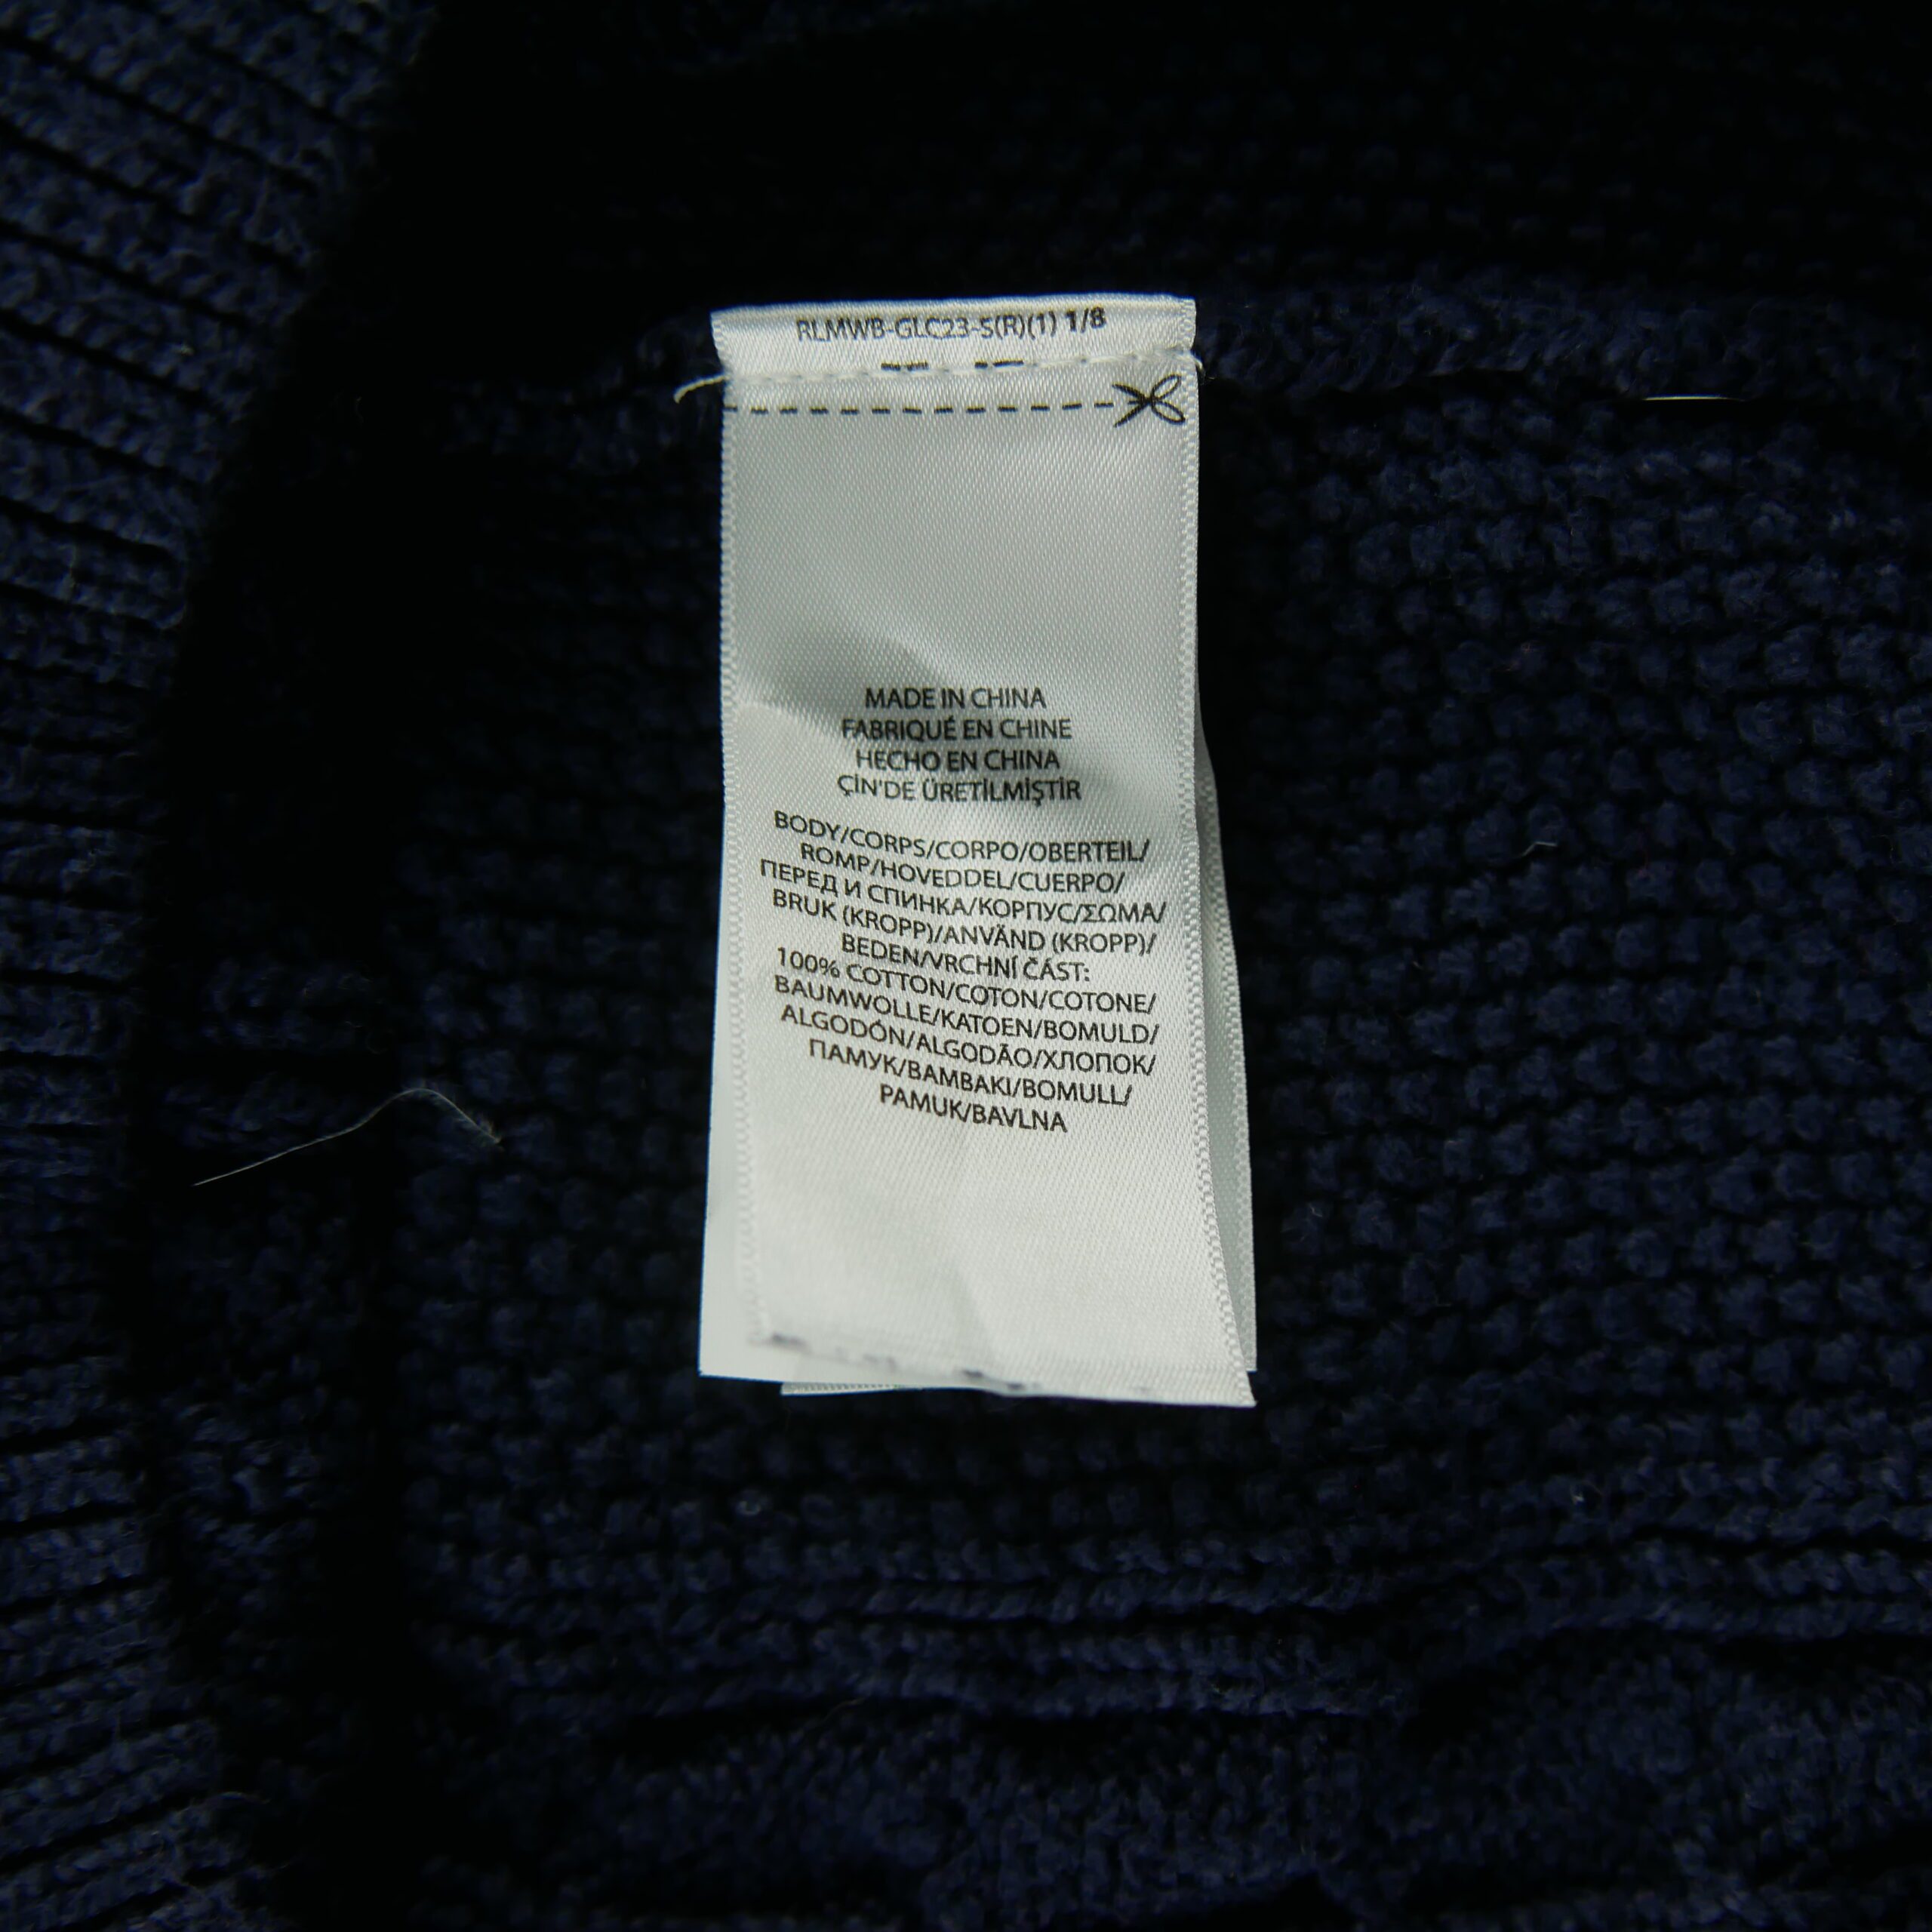 RLMWB-GLC23-S(R)(1) 1/8
MADE IN CHINA
FABRIQUÉ EN CHINE
HECHO EN CHINA
ÇİN'DE ÜRETİLMİŞTİR
BODY/CORPS/CORPO/OBERTEIL/
ROMP/HOVEDDEL/CUERPO/
ПЕРЕД И СПИНКА/КОРПУС/ΣΩΜΑ/
BRUK (KROPP)/ANVÄND (KROPP)/
BEDEN/VRCHNÍ ČÁST:
100% COTTON/COTON/COTONE/
BAUMWOLLE/KATOEN/BOMULD/
ALGODÓN/ALGODÃO/ХЛОПОК/
ПАМУК/ΒΑΜΒΑΚΙ/BOMULL/
PAMUK/BAVLNA